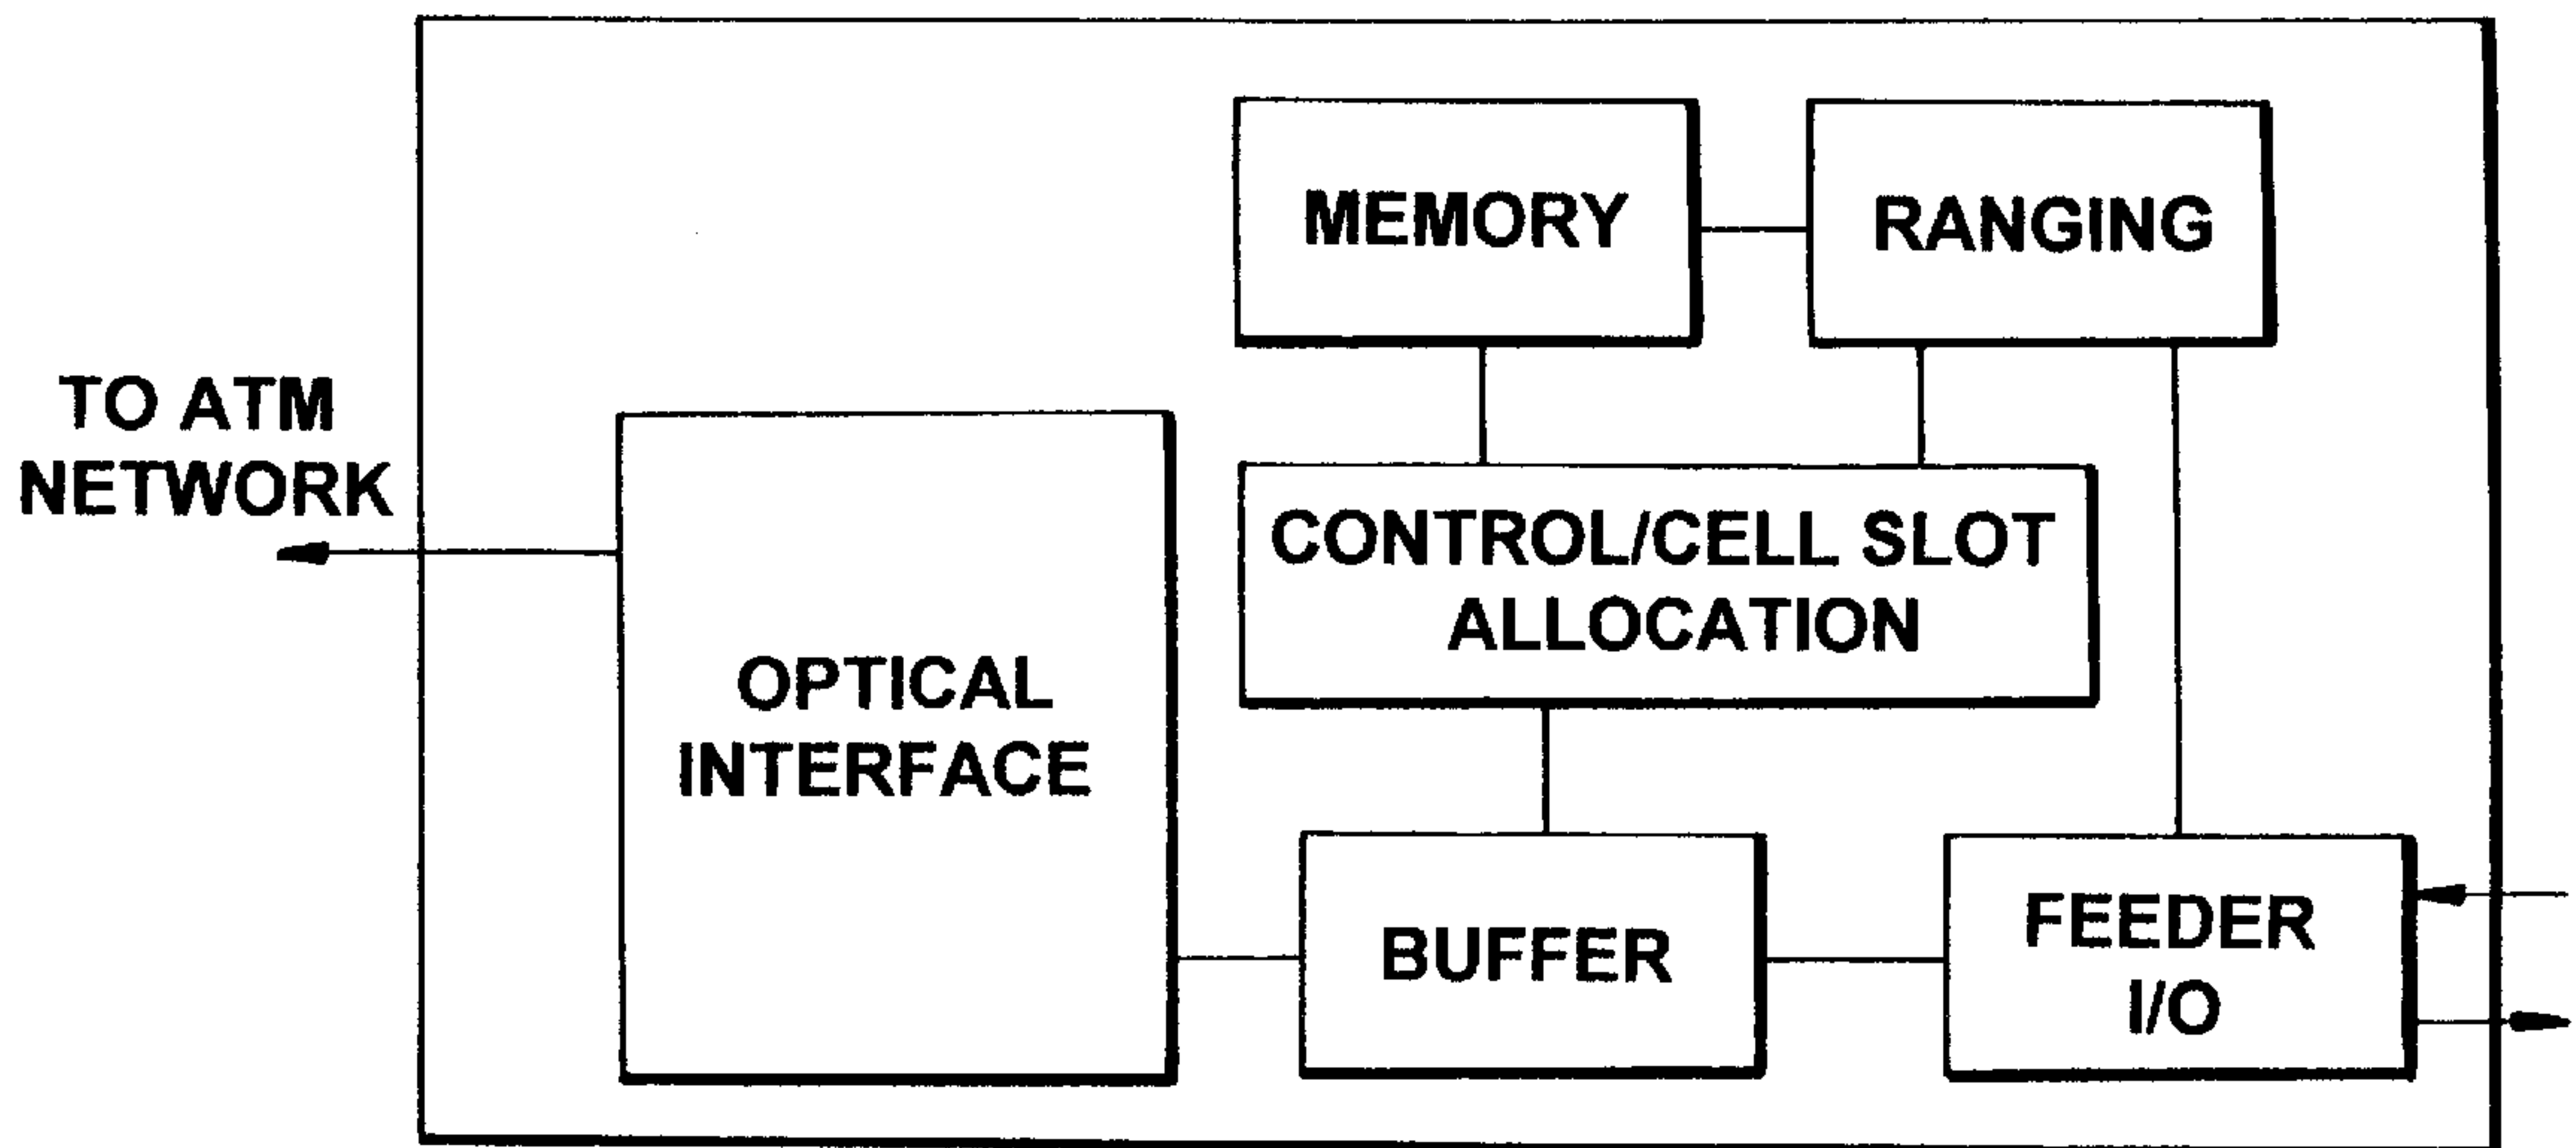 MEMORY
RANGING
TO ATM
NETWORK
CONTROL/CELL SLOT
ALLOCATION
OPTICAL
INTERFACE
BUFFER
FEEDER
I/O